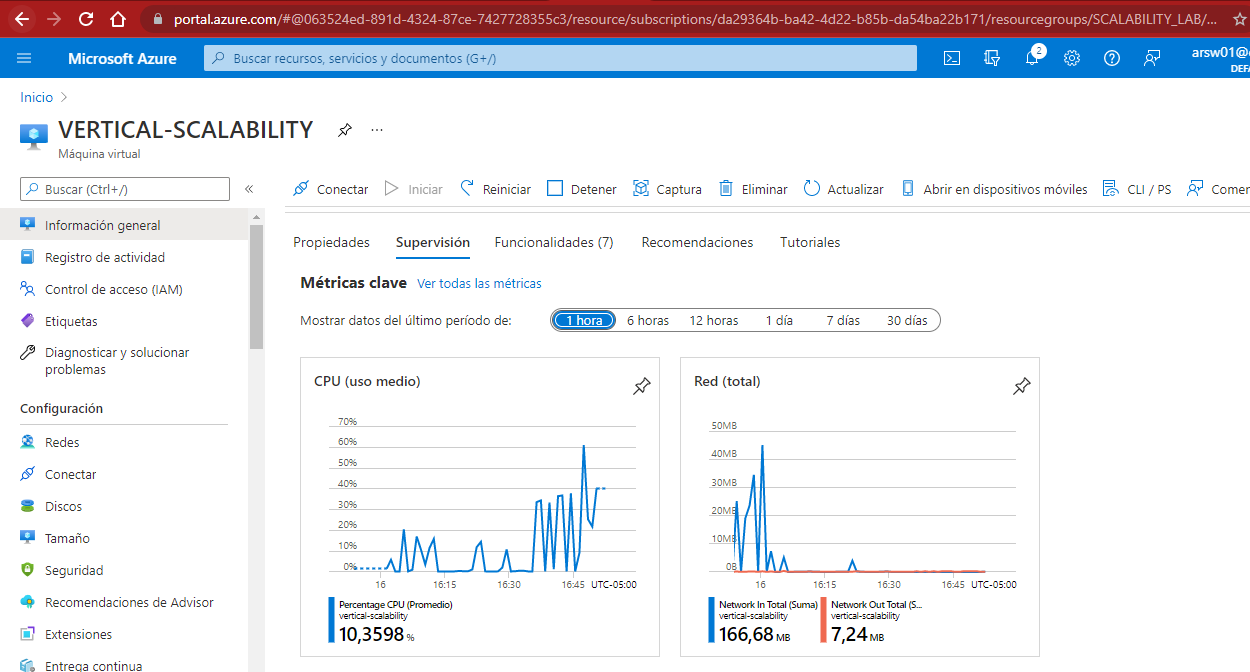 portal.azure.com/#@063524ed-891d-4324-87ce-7427728355c3/resource/subscriptions/da29364b-ba42-4d22-b85b-da54ba22b171/resourcegroups/SCALABILITY_LAB/...
Microsoft Azure
Buscar recursos, servicios y documentos (G+/)
2
arsw01@
DEFA
Inicio >
VERTICAL-SCALABILITY
...
Máquina virtual
Buscar (Ctrl+/)
«
Conectar Iniciar Reiniciar Detener Captura Eliminar Actualizar Abrir en dispositivos móviles CLI / PS Comen
Información general
Registro de actividad
Control de acceso (IAM)
Etiquetas
Diagnosticar y solucionar
problemas
Configuración
Redes
Conectar
Discos
Tamaño
Seguridad
Recomendaciones de Advisor
Extensiones
Entrega continua
Propiedades Supervisión Funcionalidades (7) Recomendaciones Tutoriales
Métricas clave Ver todas las métricas
Mostrar datos del último período de: 1 hora 6 horas 12 horas 1 día 7 días 30 días
CPU (uso medio)
70%
60%
50%
40%
30%
20%
10%
0%
16 16:15 16:30 16:45 UTC-05:00
Percentage CPU (Promedio)
vertical-scalability
10,3598 %
Red (total)
50MB
40MB
30MB
20MB
10MB
0B
16 16:15 16:30 16:45 UTC-05:00
Network In Total (Suma) Network Out Total (S...
vertical-scalability vertical-scalability
166,68 MB 7,24 MB